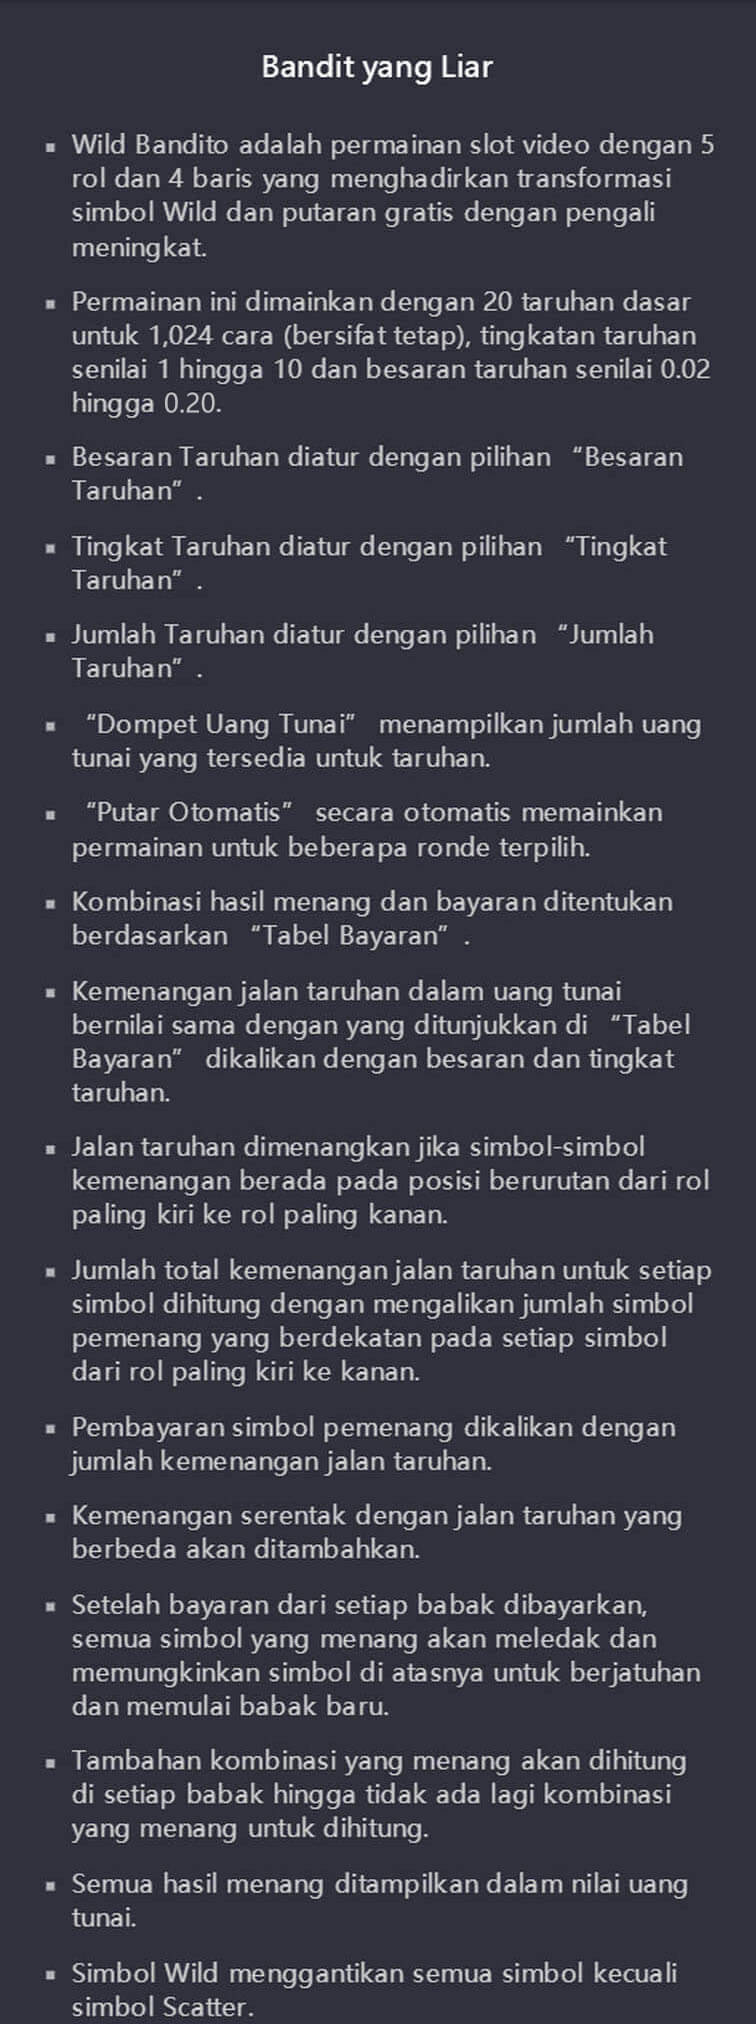 Bandit yang Liar
▪ Wild Bandito adalah permainan slot video dengan 5
rol dan 4 baris yang menghadirkan transformasi
simbol Wild dan putaran gratis dengan pengali
meningkat.
▪ Permainan ini dimainkan dengan 20 taruhan dasar
untuk 1,024 cara (bersifat tetap), tingkatan taruhan
senilai 1 hingga 10 dan besaran taruhan senilai 0.02
hingga 0.20.
▪ Besaran Taruhan diatur dengan pilihan “Besaran
Taruhan” .
▪ Tingkat Taruhan diatur dengan pilihan “Tingkat
Taruhan” .
▪ Jumlah Taruhan diatur dengan pilihan “Jumlah
Taruhan” .
▪ “Dompet Uang Tunai” menampilkan jumlah uang
tunai yang tersedia untuk taruhan.
▪ “Putar Otomatis” secara otomatis memainkan
permainan untuk beberapa ronde terpilih.
▪ Kombinasi hasil menang dan bayaran ditentukan
berdasarkan “Tabel Bayaran” .
▪ Kemenangan jalan taruhan dalam uang tunai
bernilai sama dengan yang ditunjukkan di “Tabel
Bayaran” dikalikan dengan besaran dan tingkat
taruhan.
▪ Jalan taruhan dimenangkan jika simbol-simbol
kemenangan berada pada posisi berurutan dari rol
paling kiri ke rol paling kanan.
▪ Jumlah total kemenangan jalan taruhan untuk setiap
simbol dihitung dengan mengalikan jumlah simbol
pemenang yang berdekatan pada setiap simbol
dari rol paling kiri ke kanan.
▪ Pembayaran simbol pemenang dikalikan dengan
jumlah kemenangan jalan taruhan.
▪ Kemenangan serentak dengan jalan taruhan yang
berbeda akan ditambahkan.
▪ Setelah bayaran dari setiap babak dibayarkan,
semua simbol yang menang akan meledak dan
memungkinkan simbol di atasnya untuk berjatuhan
dan memulai babak baru.
▪ Tambahan kombinasi yang menang akan dihitung
di setiap babak hingga tidak ada lagi kombinasi
yang menang untuk dihitung.
▪ Semua hasil menang ditampilkan dalam nilai uang
tunai.
▪ Simbol Wild menggantikan semua simbol kecuali
simbol Scatter.